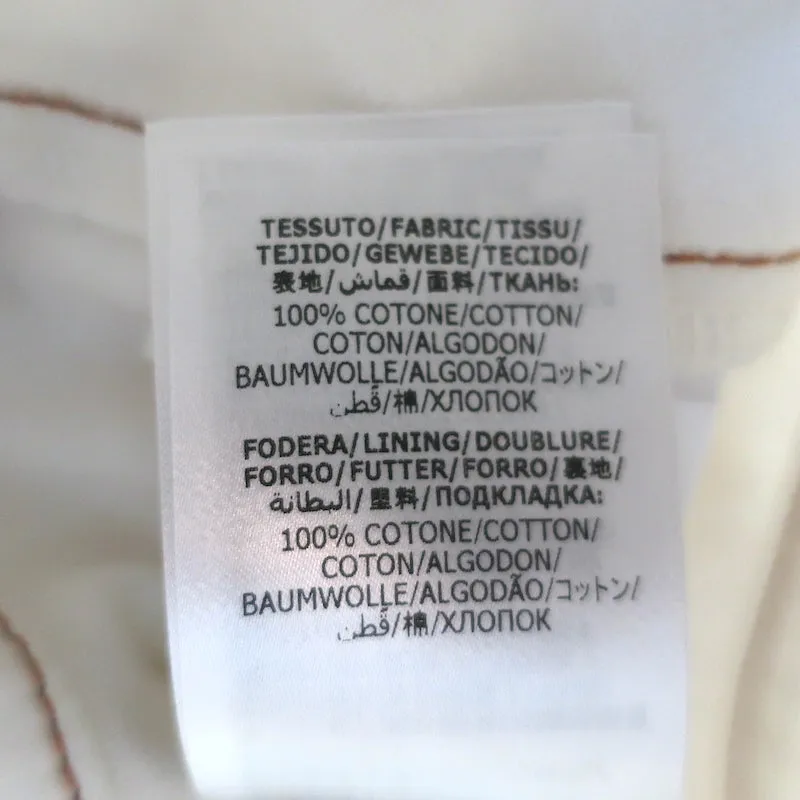 TESSUTO/FABRIC/TISSU/
TEJIDO/GEWEBE/TECIDO/
表地/قماش/面料/ТКАНЬ:
100% COTONE/COTTON/
COTON/ALGODON/
BAUMWOLLE/ALGODÃO/コットン/
قطن/棉/ХЛОПОК
FODERA/LINING/DOUBLURE/
FORRO/FUTTER/FORRO/裏地/
البطانة/里料/ПОДКЛАДКА:
100% COTONE/COTTON/
COTON/ALGODON/
BAUMWOLLE/ALGODÃO/コットン/
قطن/棉/ХЛОПОК